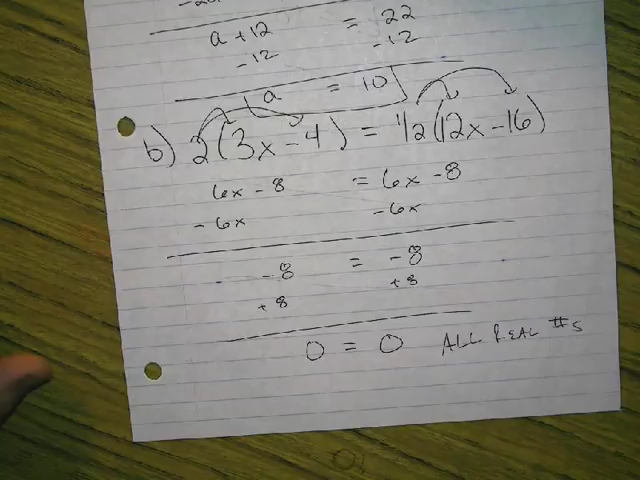 a + 12 = 22
-12 -12
a = 10
b) 2(3x - 4) = 1/2(12x - 16)
6x - 8 = 6x - 8
- 6x - 6x
- 8 = - 8
+ 8 + 8
0 = 0 ALL REAL #s